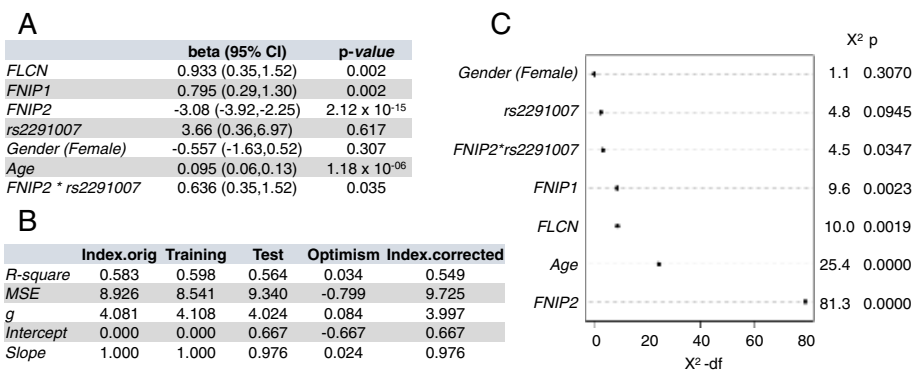 A
beta (95% CI) p-value
FLCN 0.933 (0.35,1.52) 0.002
FNIP1 0.795 (0.29,1.30) 0.002
FNIP2 -3.08 (-3.92,-2.25) 2.12 x 10-15
rs2291007 3.66 (0.36,6.97) 0.617
Gender (Female) -0.557 (-1.63,0.52) 0.307
Age 0.095 (0.06,0.13) 1.18 x 10-06
FNIP2 * rs2291007 0.636 (0.35,1.52) 0.035
B
Index.orig Training Test Optimism Index.corrected
R-square 0.583 0.598 0.564 0.034 0.549
MSE 8.926 8.541 9.340 -0.799 9.725
g 4.081 4.108 4.024 0.084 3.997
Intercept 0.000 0.000 0.667 -0.667 0.667
Slope 1.000 1.000 0.976 0.024 0.976
C
X² p
Gender (Female) 1.1 0.3070
rs2291007 4.8 0.0945
FNIP2*rs2291007 4.5 0.0347
FNIP1 9.6 0.0023
FLCN 10.0 0.0019
Age 25.4 0.0000
FNIP2 81.3 0.0000
0 20 40 60 80
X² -df